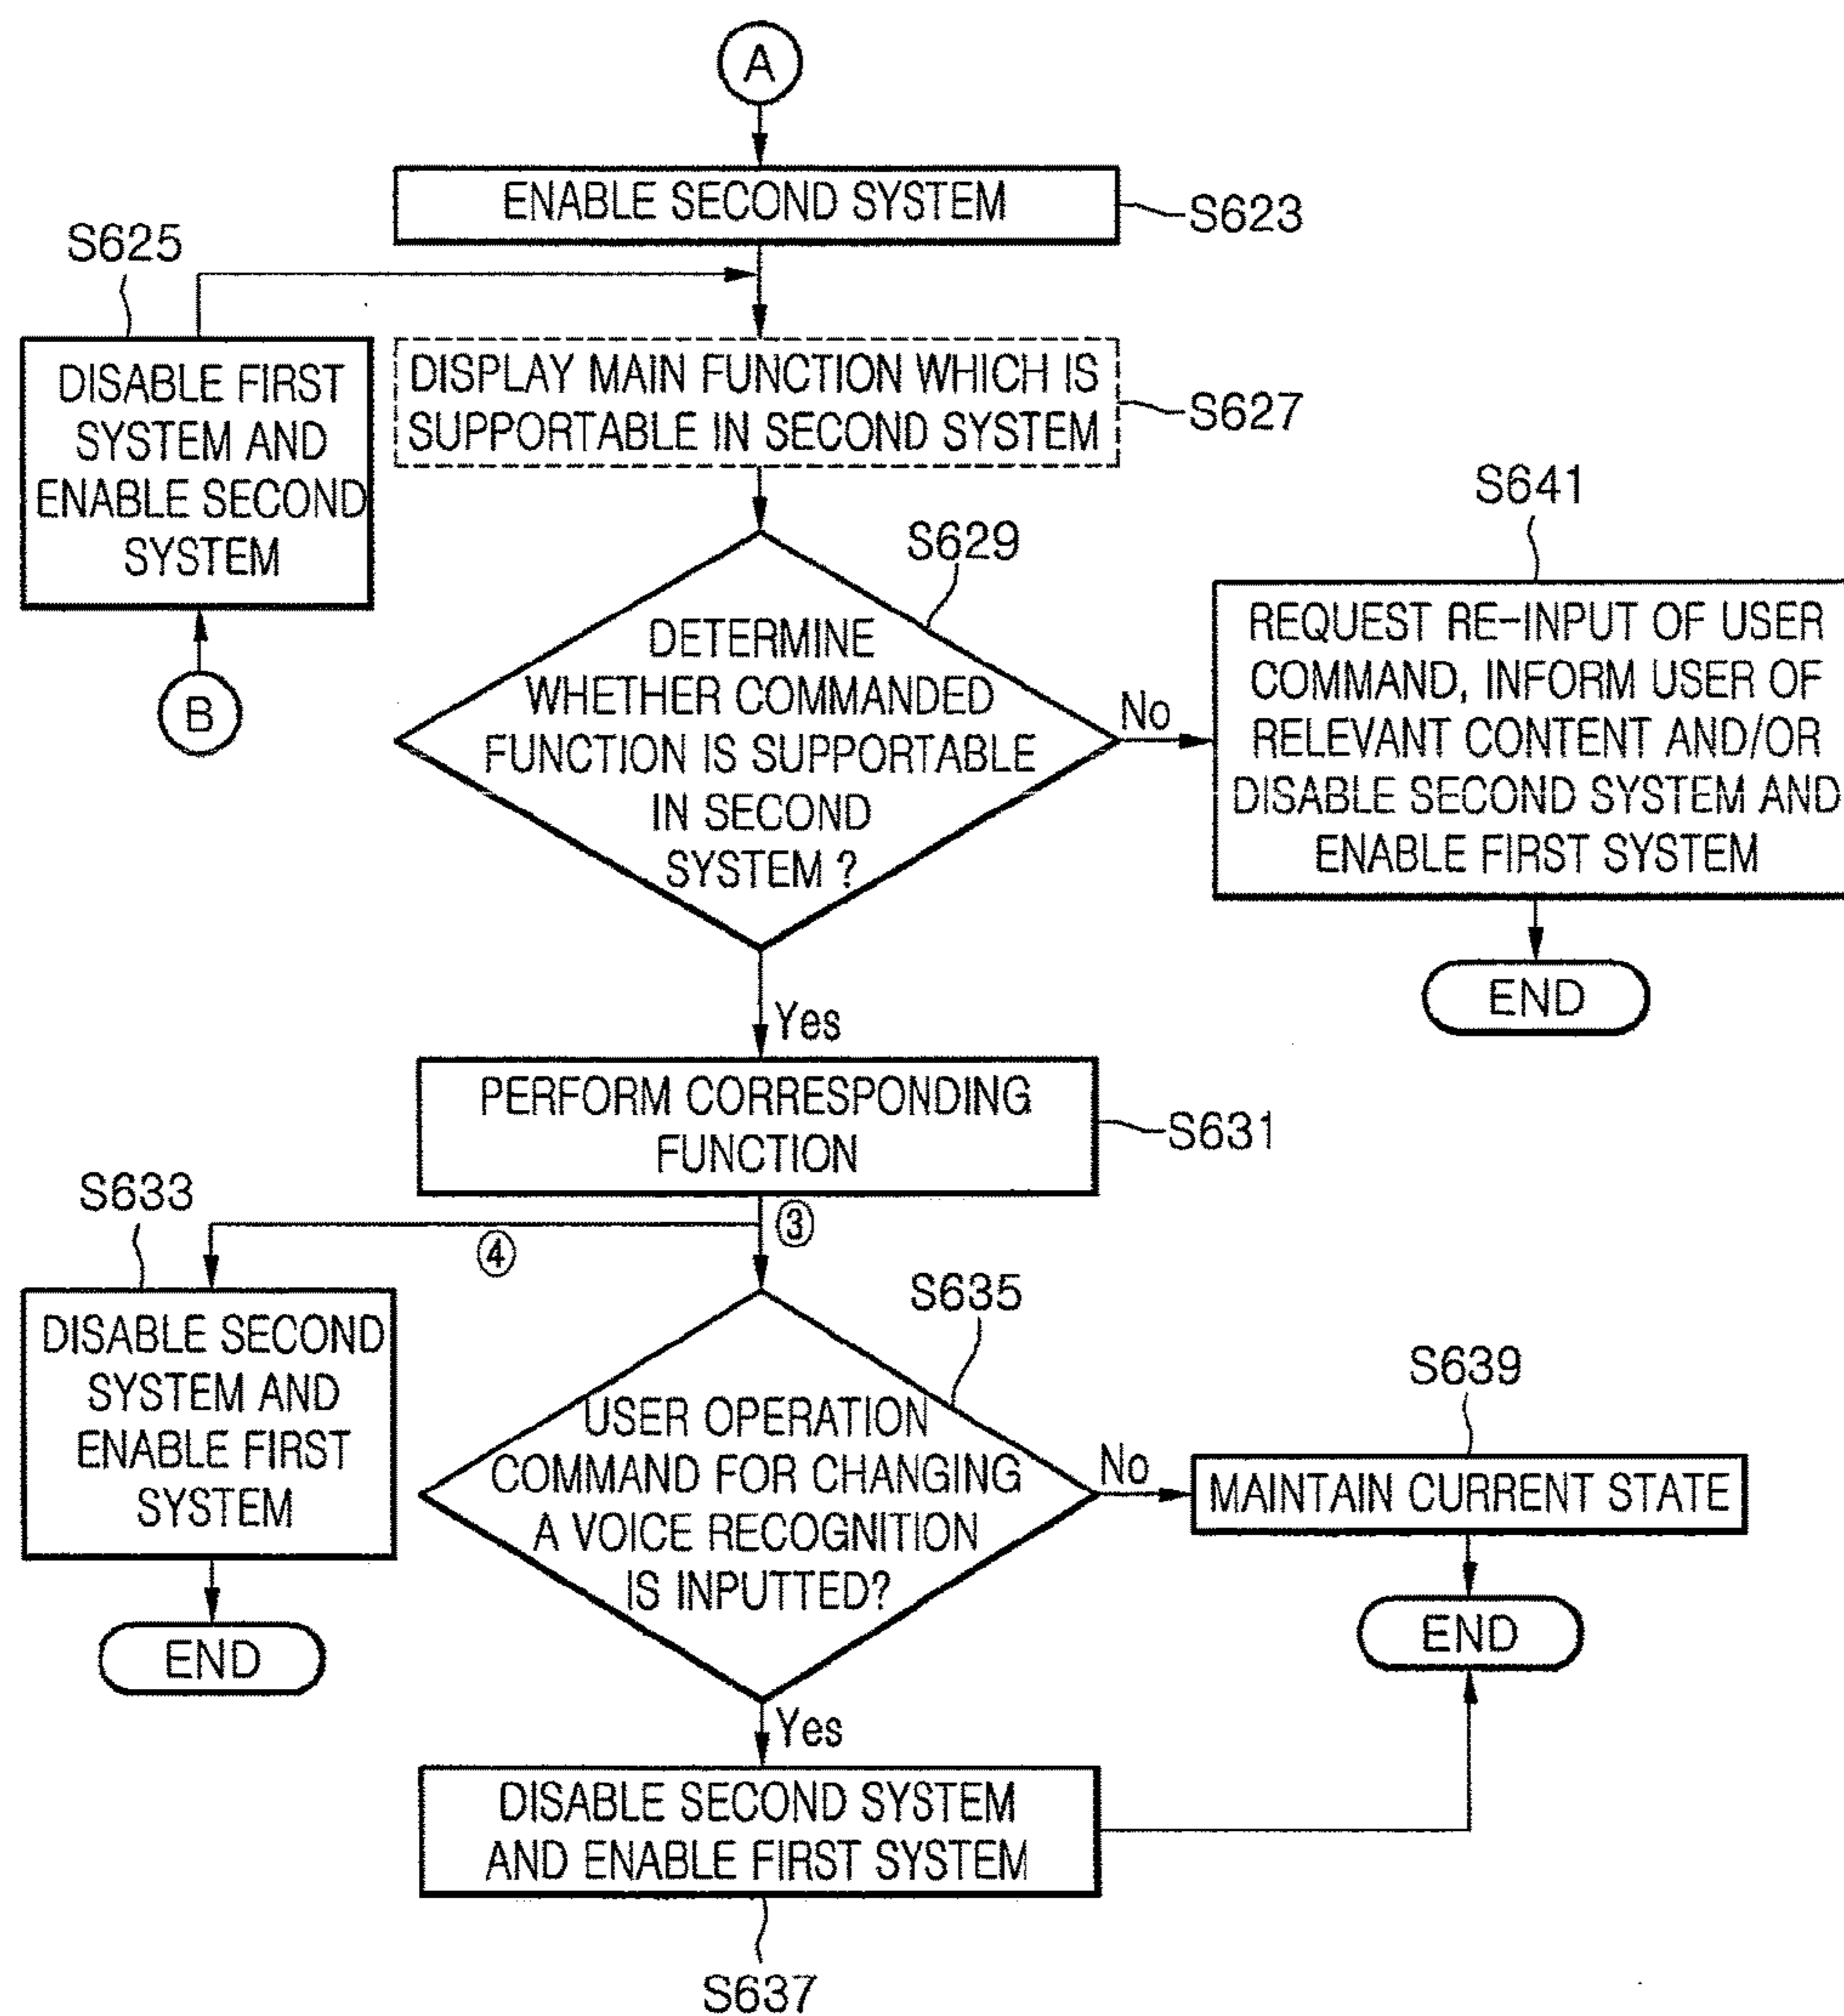 A
ENABLE SECOND SYSTEM
S623
S625
DISABLE FIRST
SYSTEM AND
ENABLE SECOND
SYSTEM
B
DISPLAY MAIN FUNCTION WHICH IS
SUPPORTABLE IN SECOND SYSTEM
S627
S629
DETERMINE
WHETHER COMMANDED
FUNCTION IS SUPPORTABLE
IN SECOND
SYSTEM ?
No
S641
REQUEST RE-INPUT OF USER
COMMAND, INFORM USER OF
RELEVANT CONTENT AND/OR
DISABLE SECOND SYSTEM AND
ENABLE FIRST SYSTEM
END
Yes
PERFORM CORRESPONDING
FUNCTION
S631
③
④
S633
DISABLE SECOND
SYSTEM AND
ENABLE FIRST
SYSTEM
END
S635
USER OPERATION
COMMAND FOR CHANGING
A VOICE RECOGNITION
IS INPUTTED?
No
S639
MAINTAIN CURRENT STATE
END
Yes
DISABLE SECOND SYSTEM
AND ENABLE FIRST SYSTEM
S637